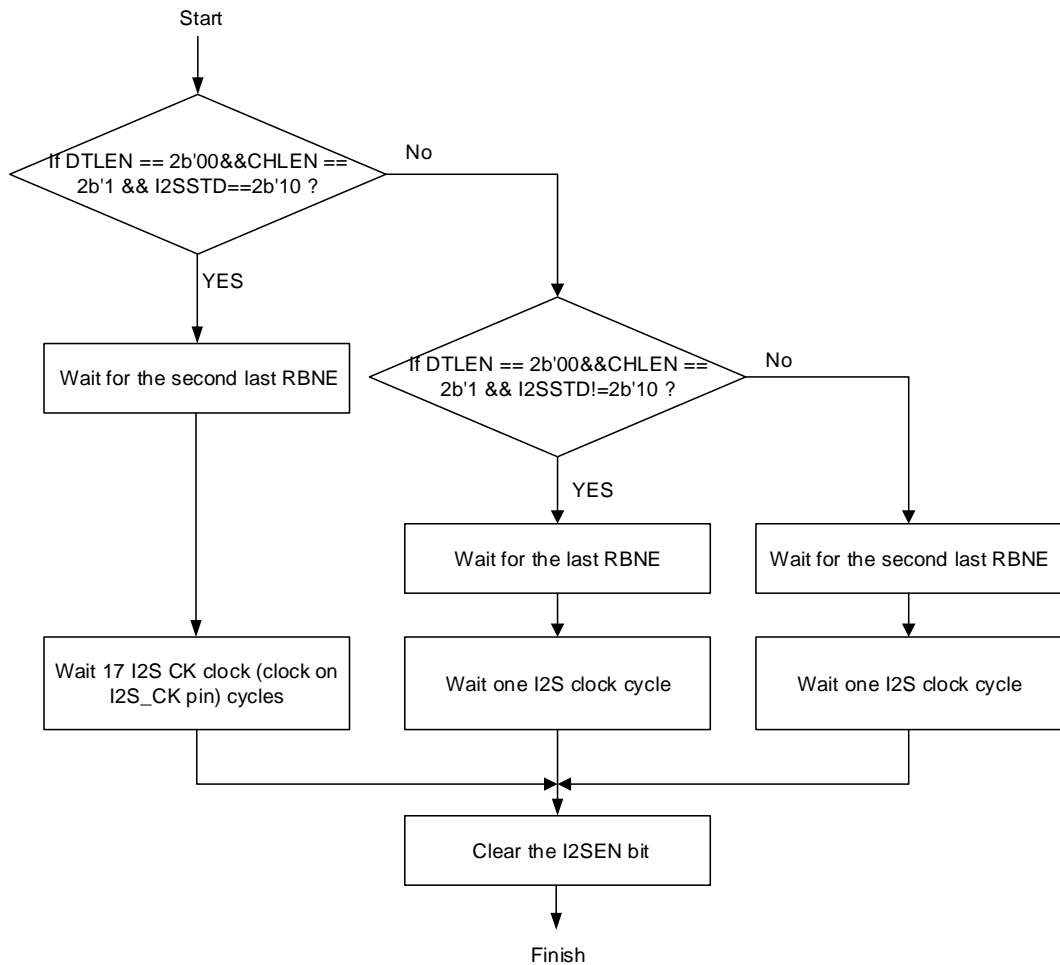 Start
If DTLEN == 2b'00&&CHLEN ==
2b'1 && I2SSTD==2b'10 ?
No
YES
Wait for the second last RBNE
If DTLEN == 2b'00&&CHLEN ==
2b'1 && I2SSTD!=2b'10 ?
No
YES
Wait for the last RBNE
Wait for the second last RBNE
Wait 17 I2S CK clock (clock on
I2S_CK pin) cycles
Wait one I2S clock cycle
Wait one I2S clock cycle
Clear the I2SEN bit
Finish